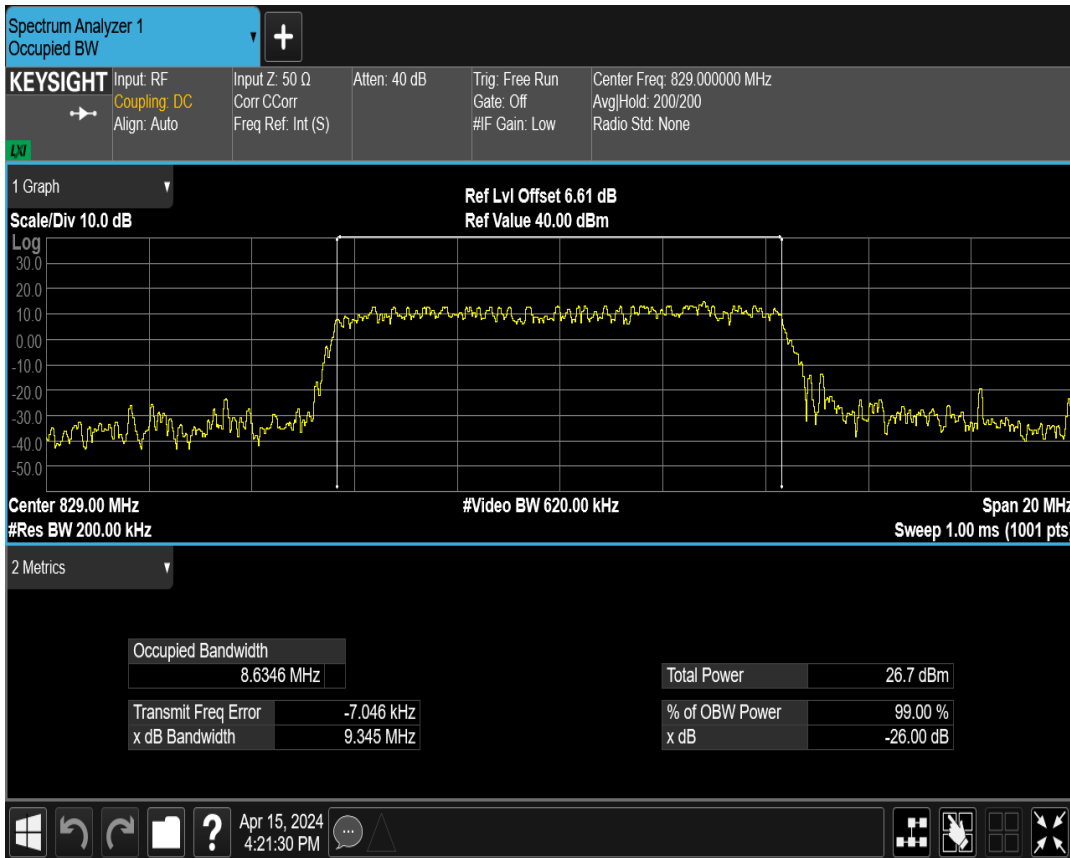 Spectrum Analyzer 1
Occupied BW
+
KEYSIGHT
Input: RF
Coupling: DC
Align: Auto
Input Z: 50 Ω
Corr CCorr
Freq Ref: Int (S)
Atten: 40 dB
Trig: Free Run
Gate: Off
#IF Gain: Low
Center Freq: 829.000000 MHz
Avg|Hold: 200/200
Radio Std: None
LXI
1 Graph
Ref Lvl Offset 6.61 dB
Scale/Div 10.0 dB
Ref Value 40.00 dBm
Log
30.0
20.0
10.0
0.00
-10.0
-20.0
-30.0
-40.0
-50.0
Center 829.00 MHz
#Video BW 620.00 kHz
Span 20 MHz
#Res BW 200.00 kHz
Sweep 1.00 ms (1001 pts)
2 Metrics
Occupied Bandwidth
8.6346 MHz
Total Power 26.7 dBm
Transmit Freq Error -7.046 kHz
% of OBW Power 99.00 %
x dB Bandwidth 9.345 MHz
x dB -26.00 dB
?
Apr 15, 2024
4:21:30 PM